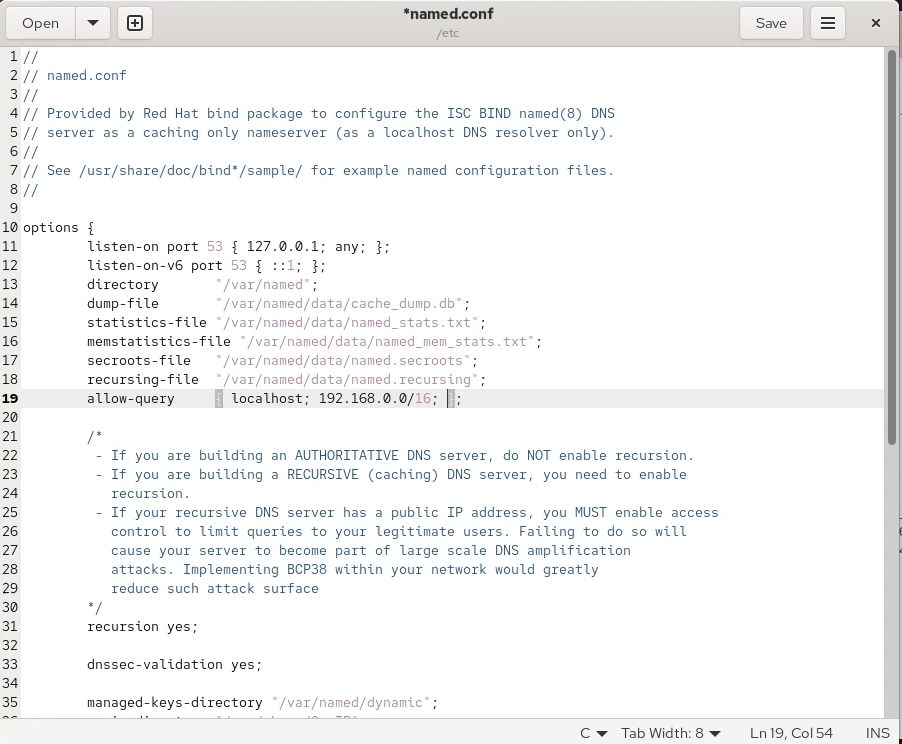 Open
*named.conf
/etc
Save
1 //
2 // named.conf
3 //
4 // Provided by Red Hat bind package to configure the ISC BIND named(8) DNS
5 // server as a caching only nameserver (as a localhost DNS resolver only).
6 //
7 // See /usr/share/doc/bind*/sample/ for example named configuration files.
8 //
9
10 options {
11 listen-on port 53 { 127.0.0.1; any; };
12 listen-on-v6 port 53 { ::1; };
13 directory "/var/named";
14 dump-file "/var/named/data/cache_dump.db";
15 statistics-file "/var/named/data/named_stats.txt";
16 memstatistics-file "/var/named/data/named_mem_stats.txt";
17 secroots-file "/var/named/data/named.secroots";
18 recursing-file "/var/named/data/named.recursing";
19 allow-query { localhost; 192.168.0.0/16; };
20
21 /*
22 - If you are building an AUTHORITATIVE DNS server, do NOT enable recursion.
23 - If you are building a RECURSIVE (caching) DNS server, you need to enable
24 recursion.
25 - If your recursive DNS server has a public IP address, you MUST enable access
26 control to limit queries to your legitimate users. Failing to do so will
27 cause your server to become part of large scale DNS amplification
28 attacks. Implementing BCP38 within your network would greatly
29 reduce such attack surface
30 */
31 recursion yes;
32
33 dnssec-validation yes;
34
35 managed-keys-directory "/var/named/dynamic";
C Tab Width: 8 Ln 19, Col 54 INS